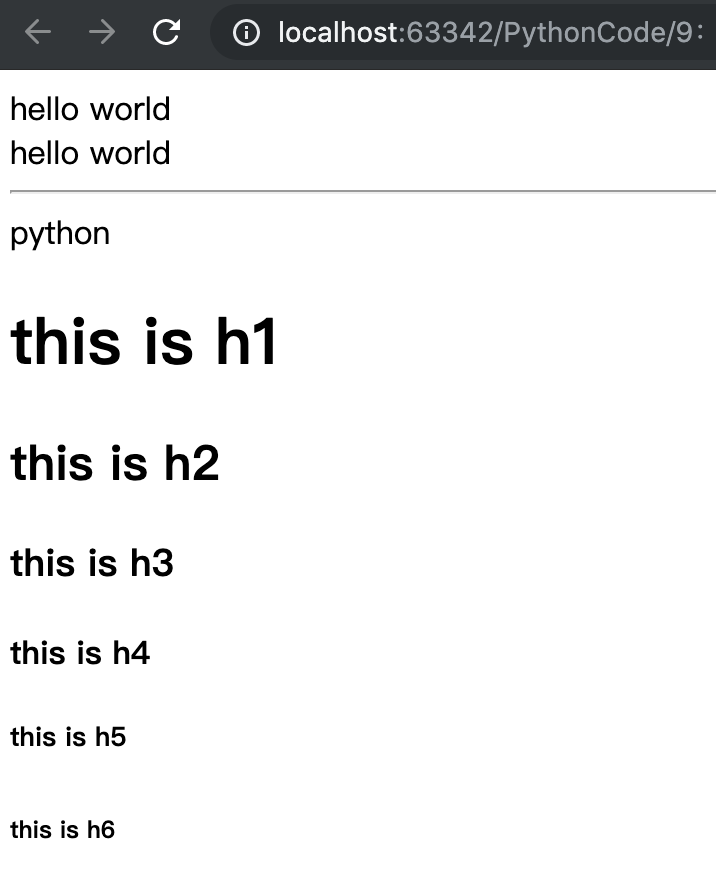 localhost:63342/PythonCode/9:
hello world
hello world
python
this is h1
this is h2
this is h3
this is h4
this is h5
this is h6